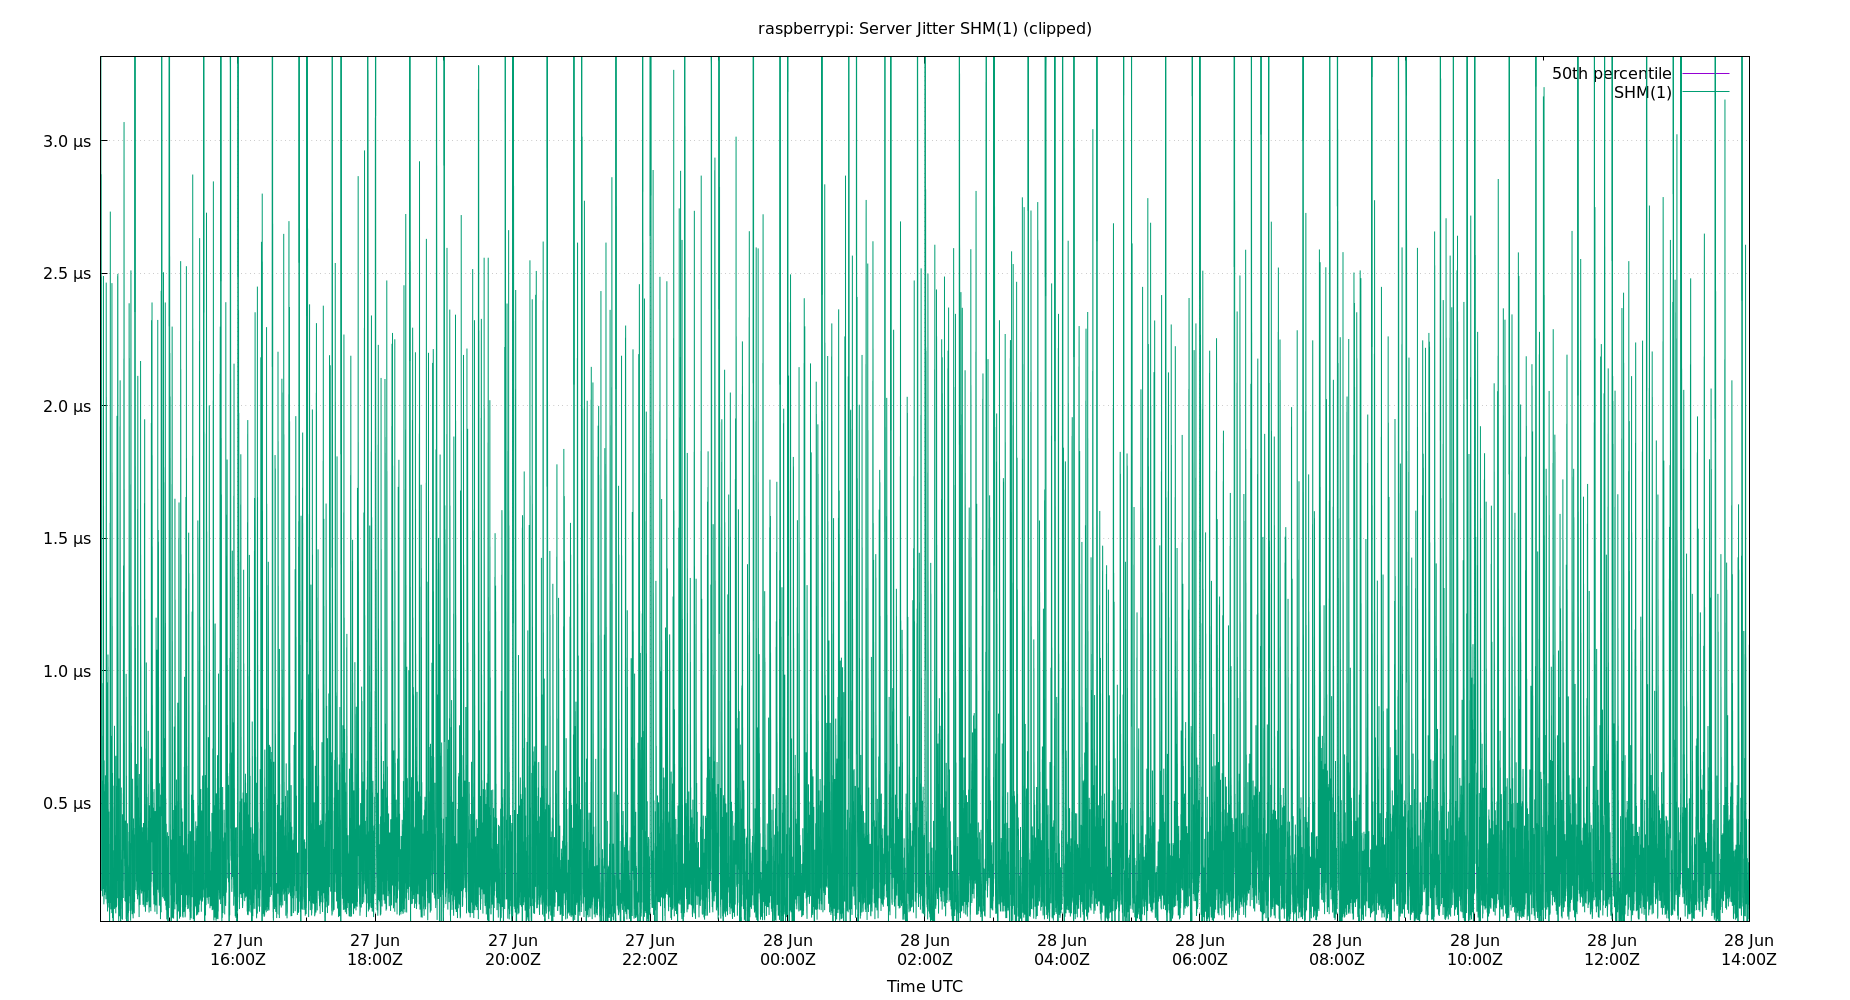 raspberrypi: Server Jitter SHM(1) (clipped)
50th percentile
SHM(1)
3.0 µs
2.5 µs
2.0 µs
1.5 µs
1.0 µs
0.5 µs
27 Jun 27 Jun 27 Jun 27 Jun 28 Jun 28 Jun 28 Jun 28 Jun 28 Jun 28 Jun 28 Jun 28 Jun
16:00Z 18:00Z 20:00Z 22:00Z 00:00Z 02:00Z 04:00Z 06:00Z 08:00Z 10:00Z 12:00Z 14:00Z
Time UTC